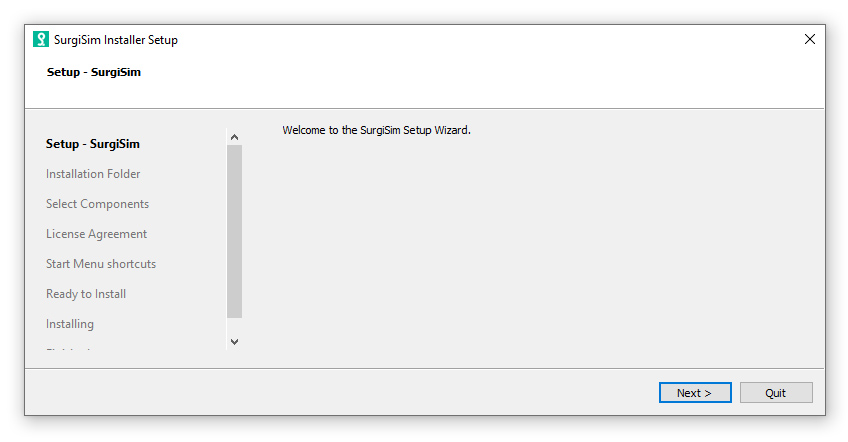 SurgiSim Installer Setup
Setup - SurgiSim
Setup - SurgiSim
Installation Folder
Select Components
License Agreement
Start Menu shortcuts
Ready to Install
Installing
Welcome to the SurgiSim Setup Wizard.
Next >
Quit